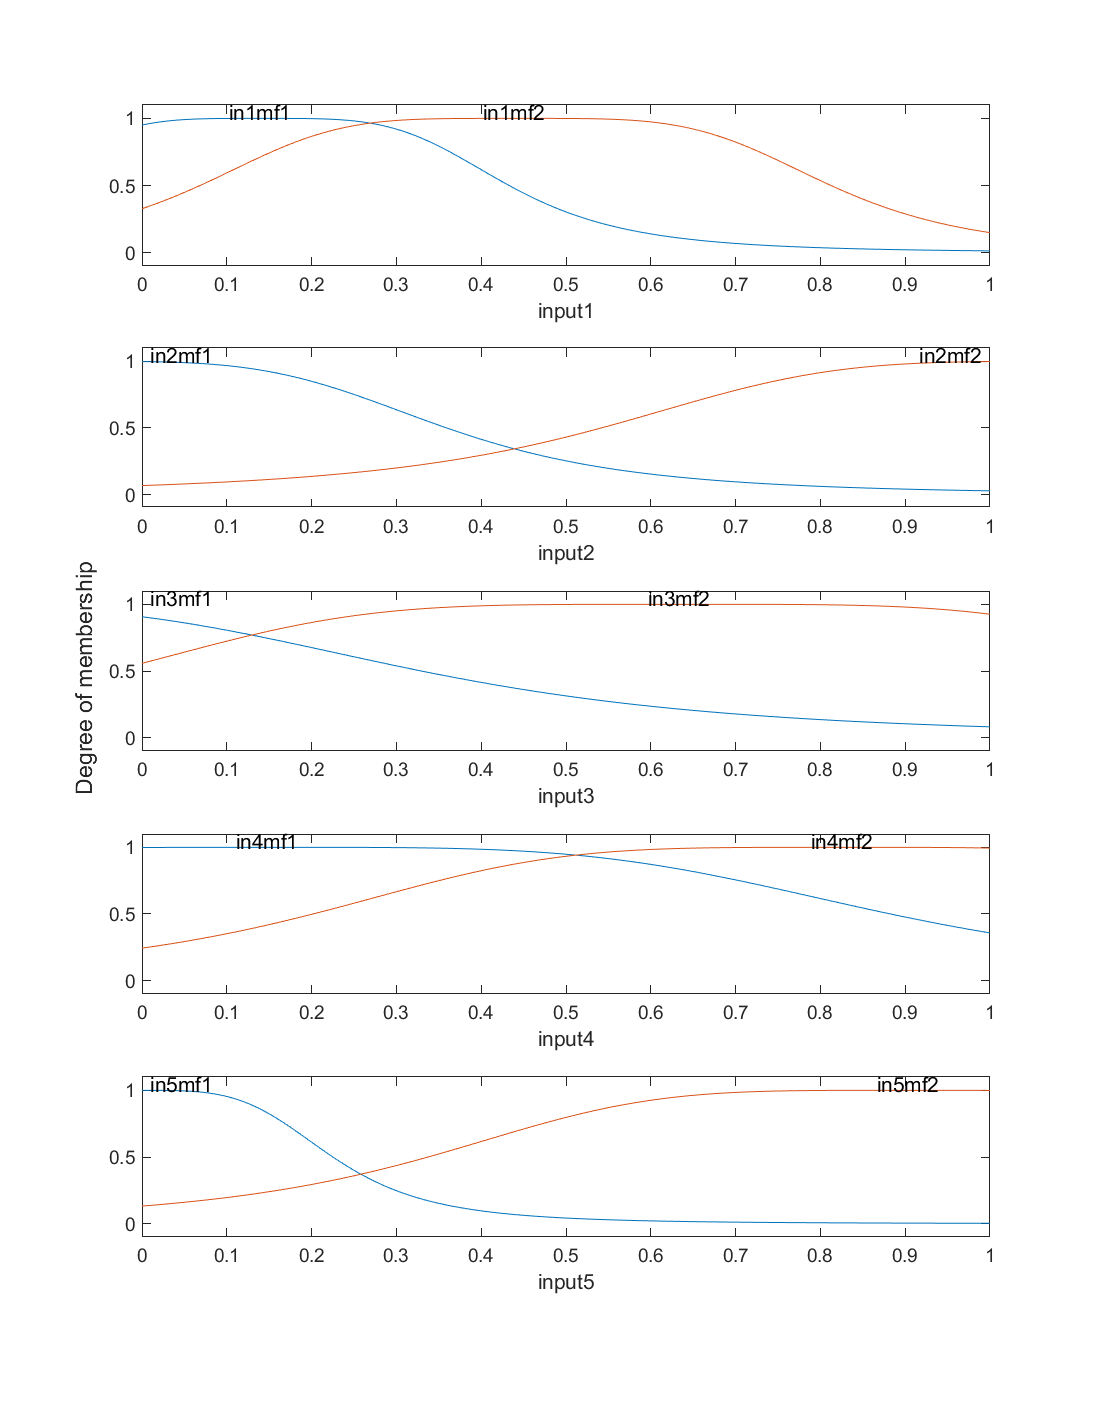 in1mf1 in1mf2
1
0.5
0
0 0.1 0.2 0.3 0.4 0.5 0.6 0.7 0.8 0.9 1
input1
in2mf1 in2mf2
1
0.5
0
0 0.1 0.2 0.3 0.4 0.5 0.6 0.7 0.8 0.9 1
input2
Degree of membership
in3mf1 in3mf2
1
0.5
0
0 0.1 0.2 0.3 0.4 0.5 0.6 0.7 0.8 0.9 1
input3
in4mf1 in4mf2
1
0.5
0
0 0.1 0.2 0.3 0.4 0.5 0.6 0.7 0.8 0.9 1
input4
in5mf1 in5mf2
1
0.5
0
0 0.1 0.2 0.3 0.4 0.5 0.6 0.7 0.8 0.9 1
input5